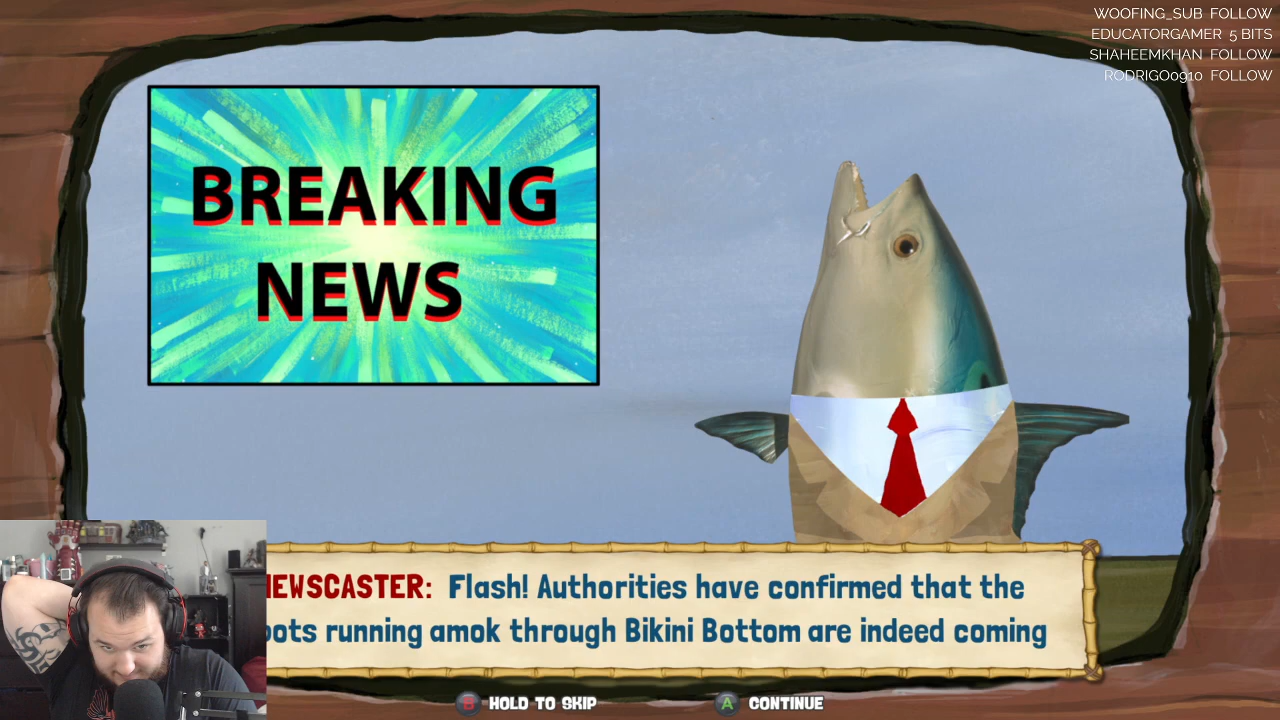 WOOFING_SUB FOLLOW
EDUCATORGAMER 5 BITS
SHAHEEMKHAN FOLLOW
RODRIGO0910 FOLLOW
BREAKING
NEWS
EWSCASTER: Flash! Authorities have confirmed that the
ots running amok through Bikini Bottom are indeed coming
B HOLD TO SKIP
A CONTINUE